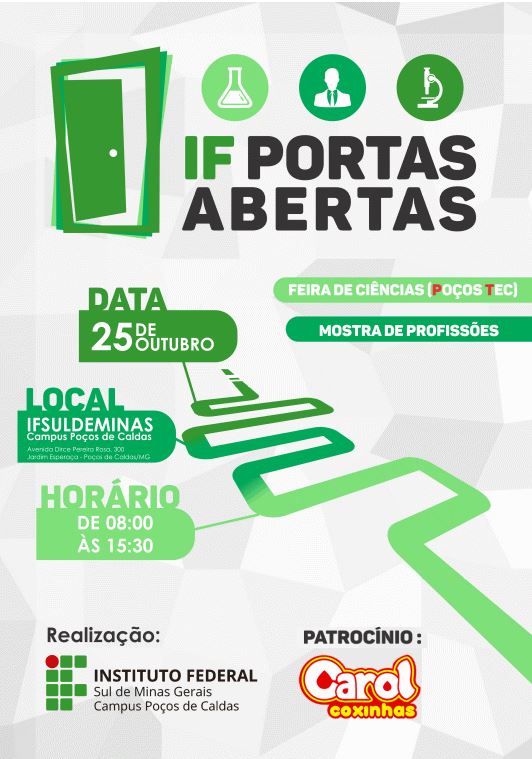 IF PORTAS
ABERTAS
FEIRA DE CIÊNCIAS (POÇOS TEC)
MOSTRA DE PROFISSÕES
DATA
25 DE
OUTUBRO
LOCAL
IFSULDEMINAS
Campus Poços de Caldas
Avenida Dirce Pereira Rosa, 300
Jardim Esperaça - Poços de Caldas/MG
HORÁRIO
DE 08:00
ÀS 15:30
Realização:
INSTITUTO FEDERAL
Sul de Minas Gerais
Campus Poços de Caldas
PATROCÍNIO :
Carol
coxinhas